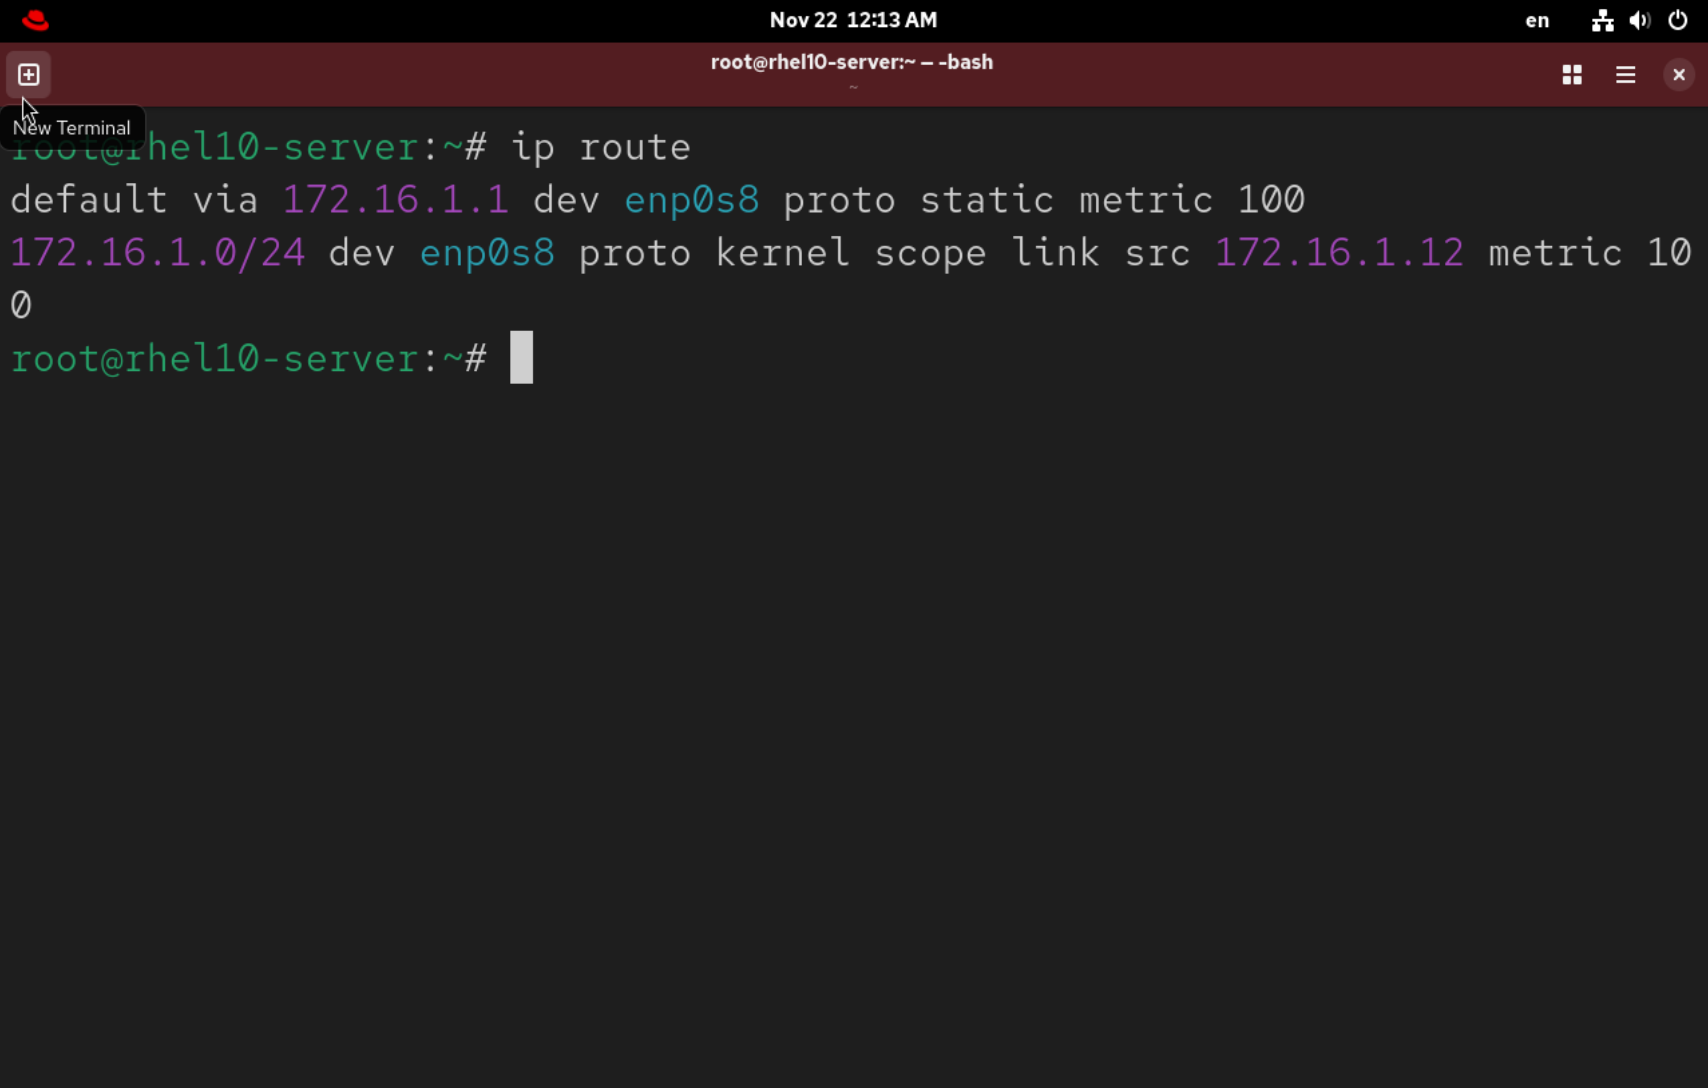 Nov 22 12:13 AM
en
root@rhel10-server:~ – -bash
~
New Terminal
root@rhel10-server:~# ip route
default via 172.16.1.1 dev enp0s8 proto static metric 100
172.16.1.0/24 dev enp0s8 proto kernel scope link src 172.16.1.12 metric 10
0
root@rhel10-server:~#